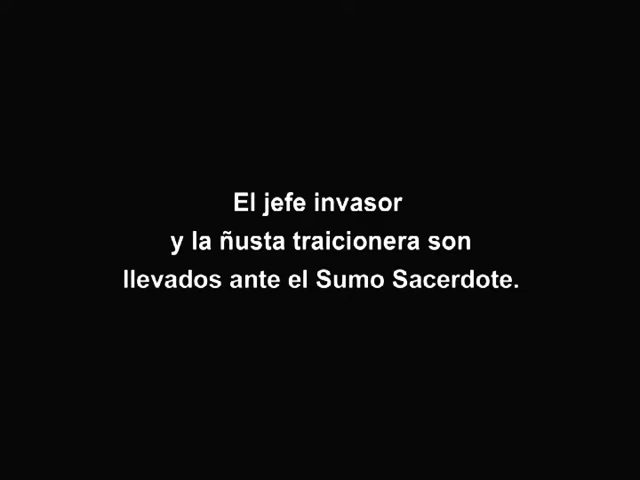 El jefe invasor
y la ñusta traicionera son
llevados ante el Sumo Sacerdote.